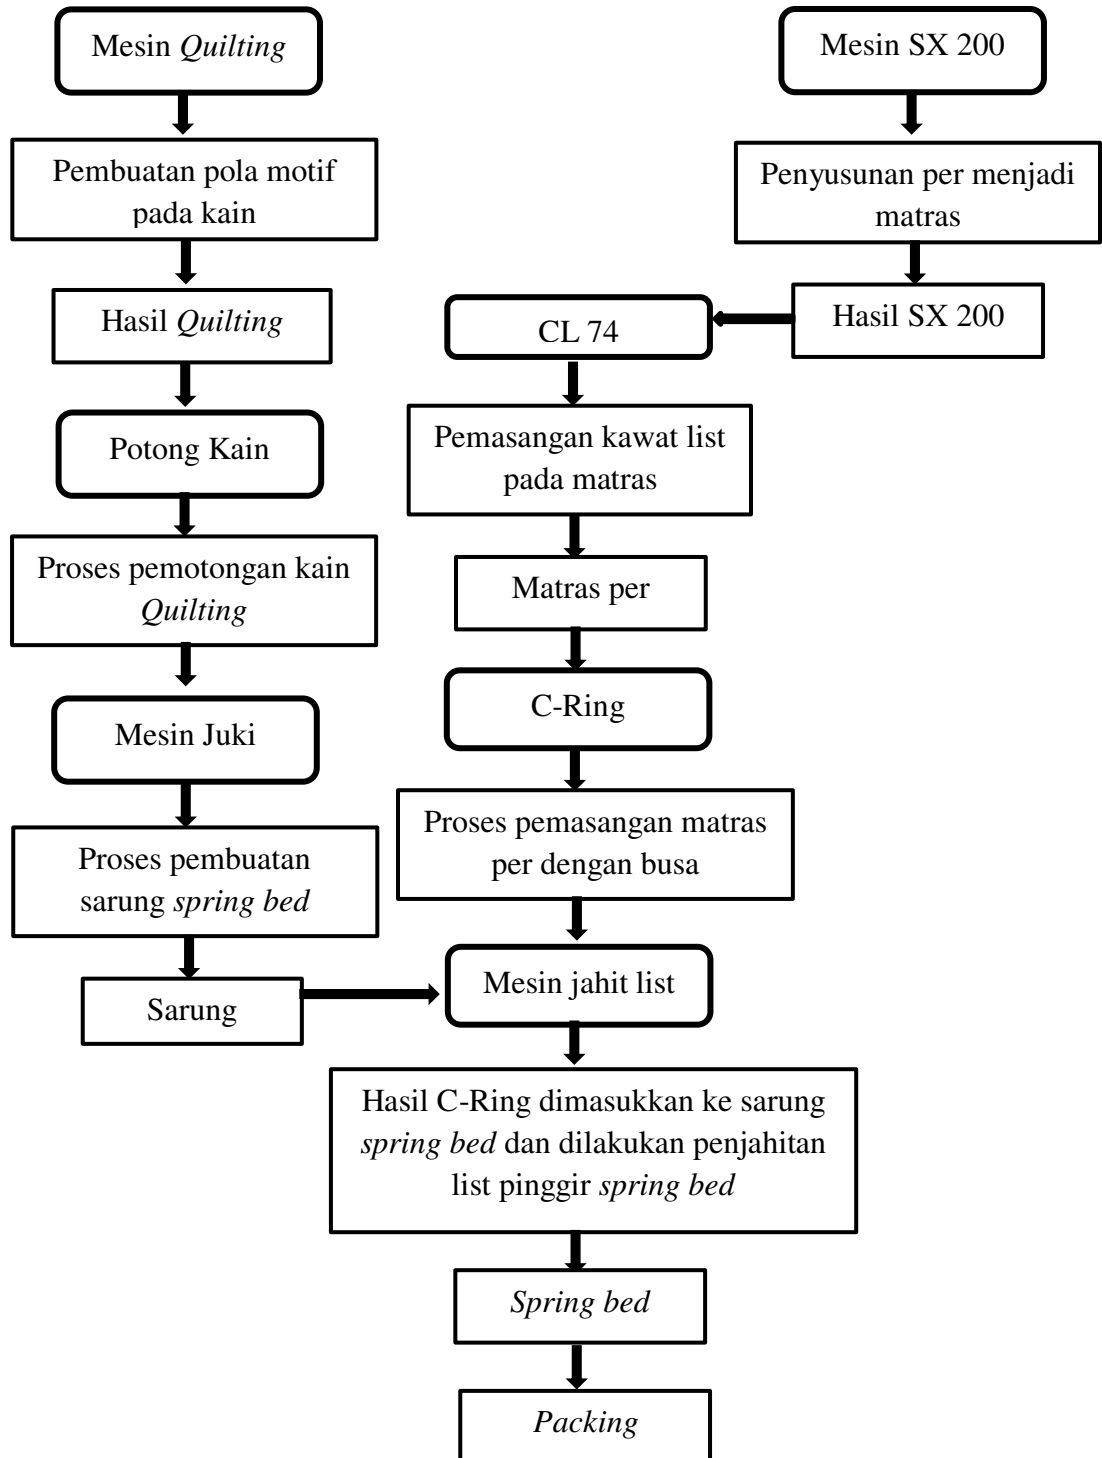 Mesin Quilting
Pembuatan pola motif
pada kain
Hasil Quilting
Potong Kain
Proses pemotongan kain
Quilting
Mesin Juki
Proses pembuatan
sarung spring bed
Sarung
Mesin SX 200
Penyusunan per menjadi
matras
Hasil SX 200
CL 74
Pemasangan kawat list
pada matras
Matras per
C-Ring
Proses pemasangan matras
per dengan busa
Mesin jahit list
Hasil C-Ring dimasukkan ke sarung
spring bed dan dilakukan penjahitan
list pinggir spring bed
Spring bed
Packing